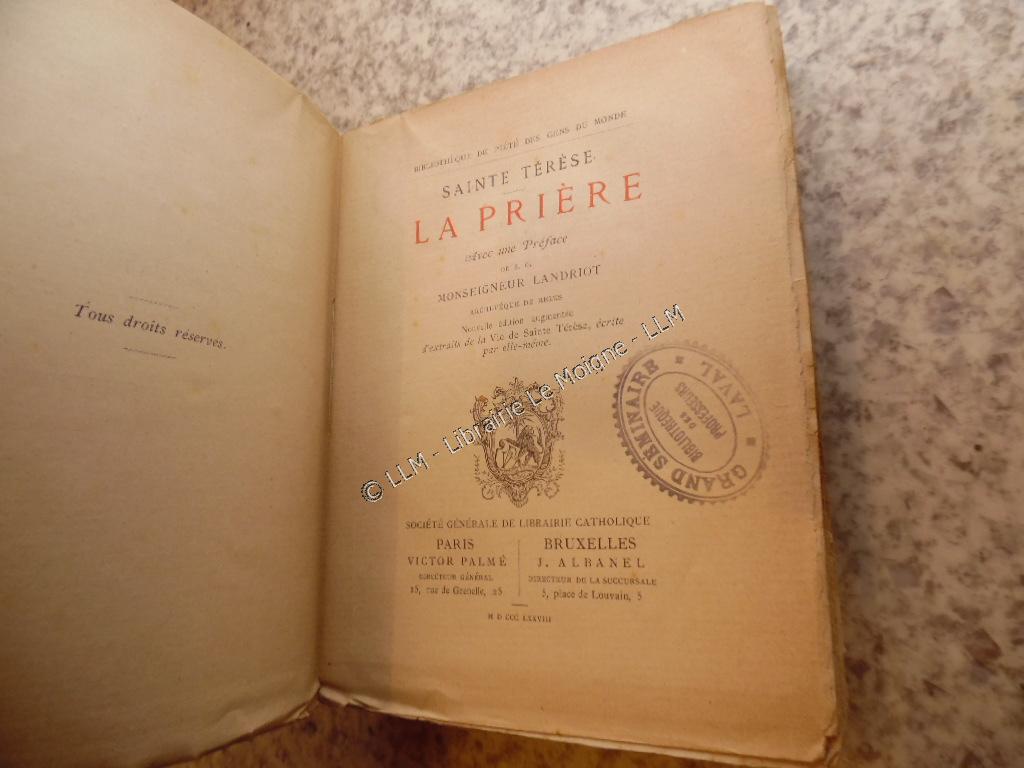 Tous droits réservés.
BIBLIOTHÈQUE DE PIÉTÉ DES GENS DU MONDE
SAINTE TÉRÈSE
LA PRIÈRE
Avec une Préface
DE S. G.
MONSEIGNEUR LANDRIOT
ARCHEVÊQUE DE REIMS
Nouvelle édition augmentée
d'extraits de la Vie de Sainte Térèse, écrite
par elle-même.
© LLM - Librairie Le Moigne - LLM
GRAND SEMINAIRE
LAVAL
BIBLIOTHEQUE
DES
PROFESSEURS
SOCIÉTÉ GÉNÉRALE DE LIBRAIRIE CATHOLIQUE
PARIS
VICTOR PALMÉ
DIRECTEUR GÉNÉRAL
25, rue de Grenelle, 25
BRUXELLES
J. ALBANEL
DIRECTEUR DE LA SUCCURSALE
5, place de Louvain, 5
M D CCC LXXVIII